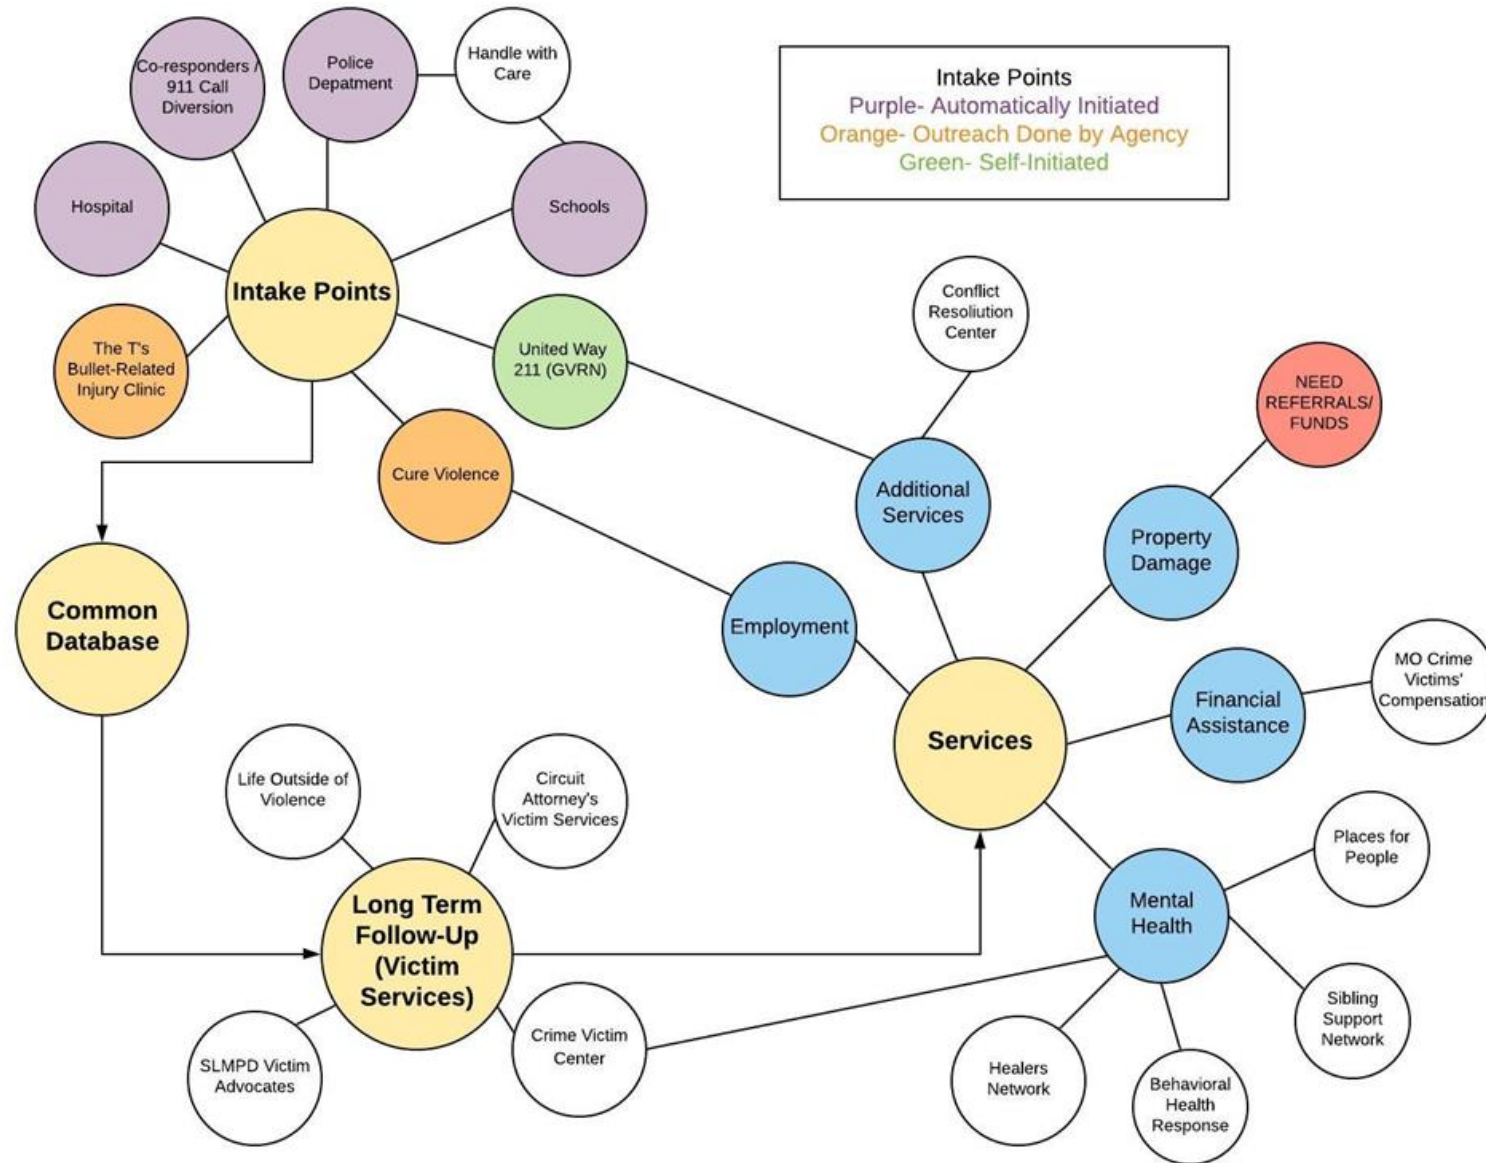 Co-responders /
911 Call
Diversion
Police
Depatment
Handle with
Care
Intake Points
Purple- Automatically Initiated
Orange- Outreach Done by Agency
Green- Self-Initiated
Hospital
Schools
Intake Points
The T's
Bullet-Related
Injury Clinic
United Way
211 (GVRN)
Cure Violence
Conflict
Resoliution
Center
NEED
REFERRALS/
FUNDS
Additional
Services
Property
Damage
Common
Database
Employment
Services
Financial
Assistance
MO Crime
Victims'
Compensation
Life Outside of
Violence
Circuit
Attorney's
Victim Services
Long Term
Follow-Up
(Victim
Services)
SLMPD Victim
Advocates
Crime Victim
Center
Mental
Health
Places for
People
Sibling
Support
Network
Healers
Network
Behavioral
Health
Response